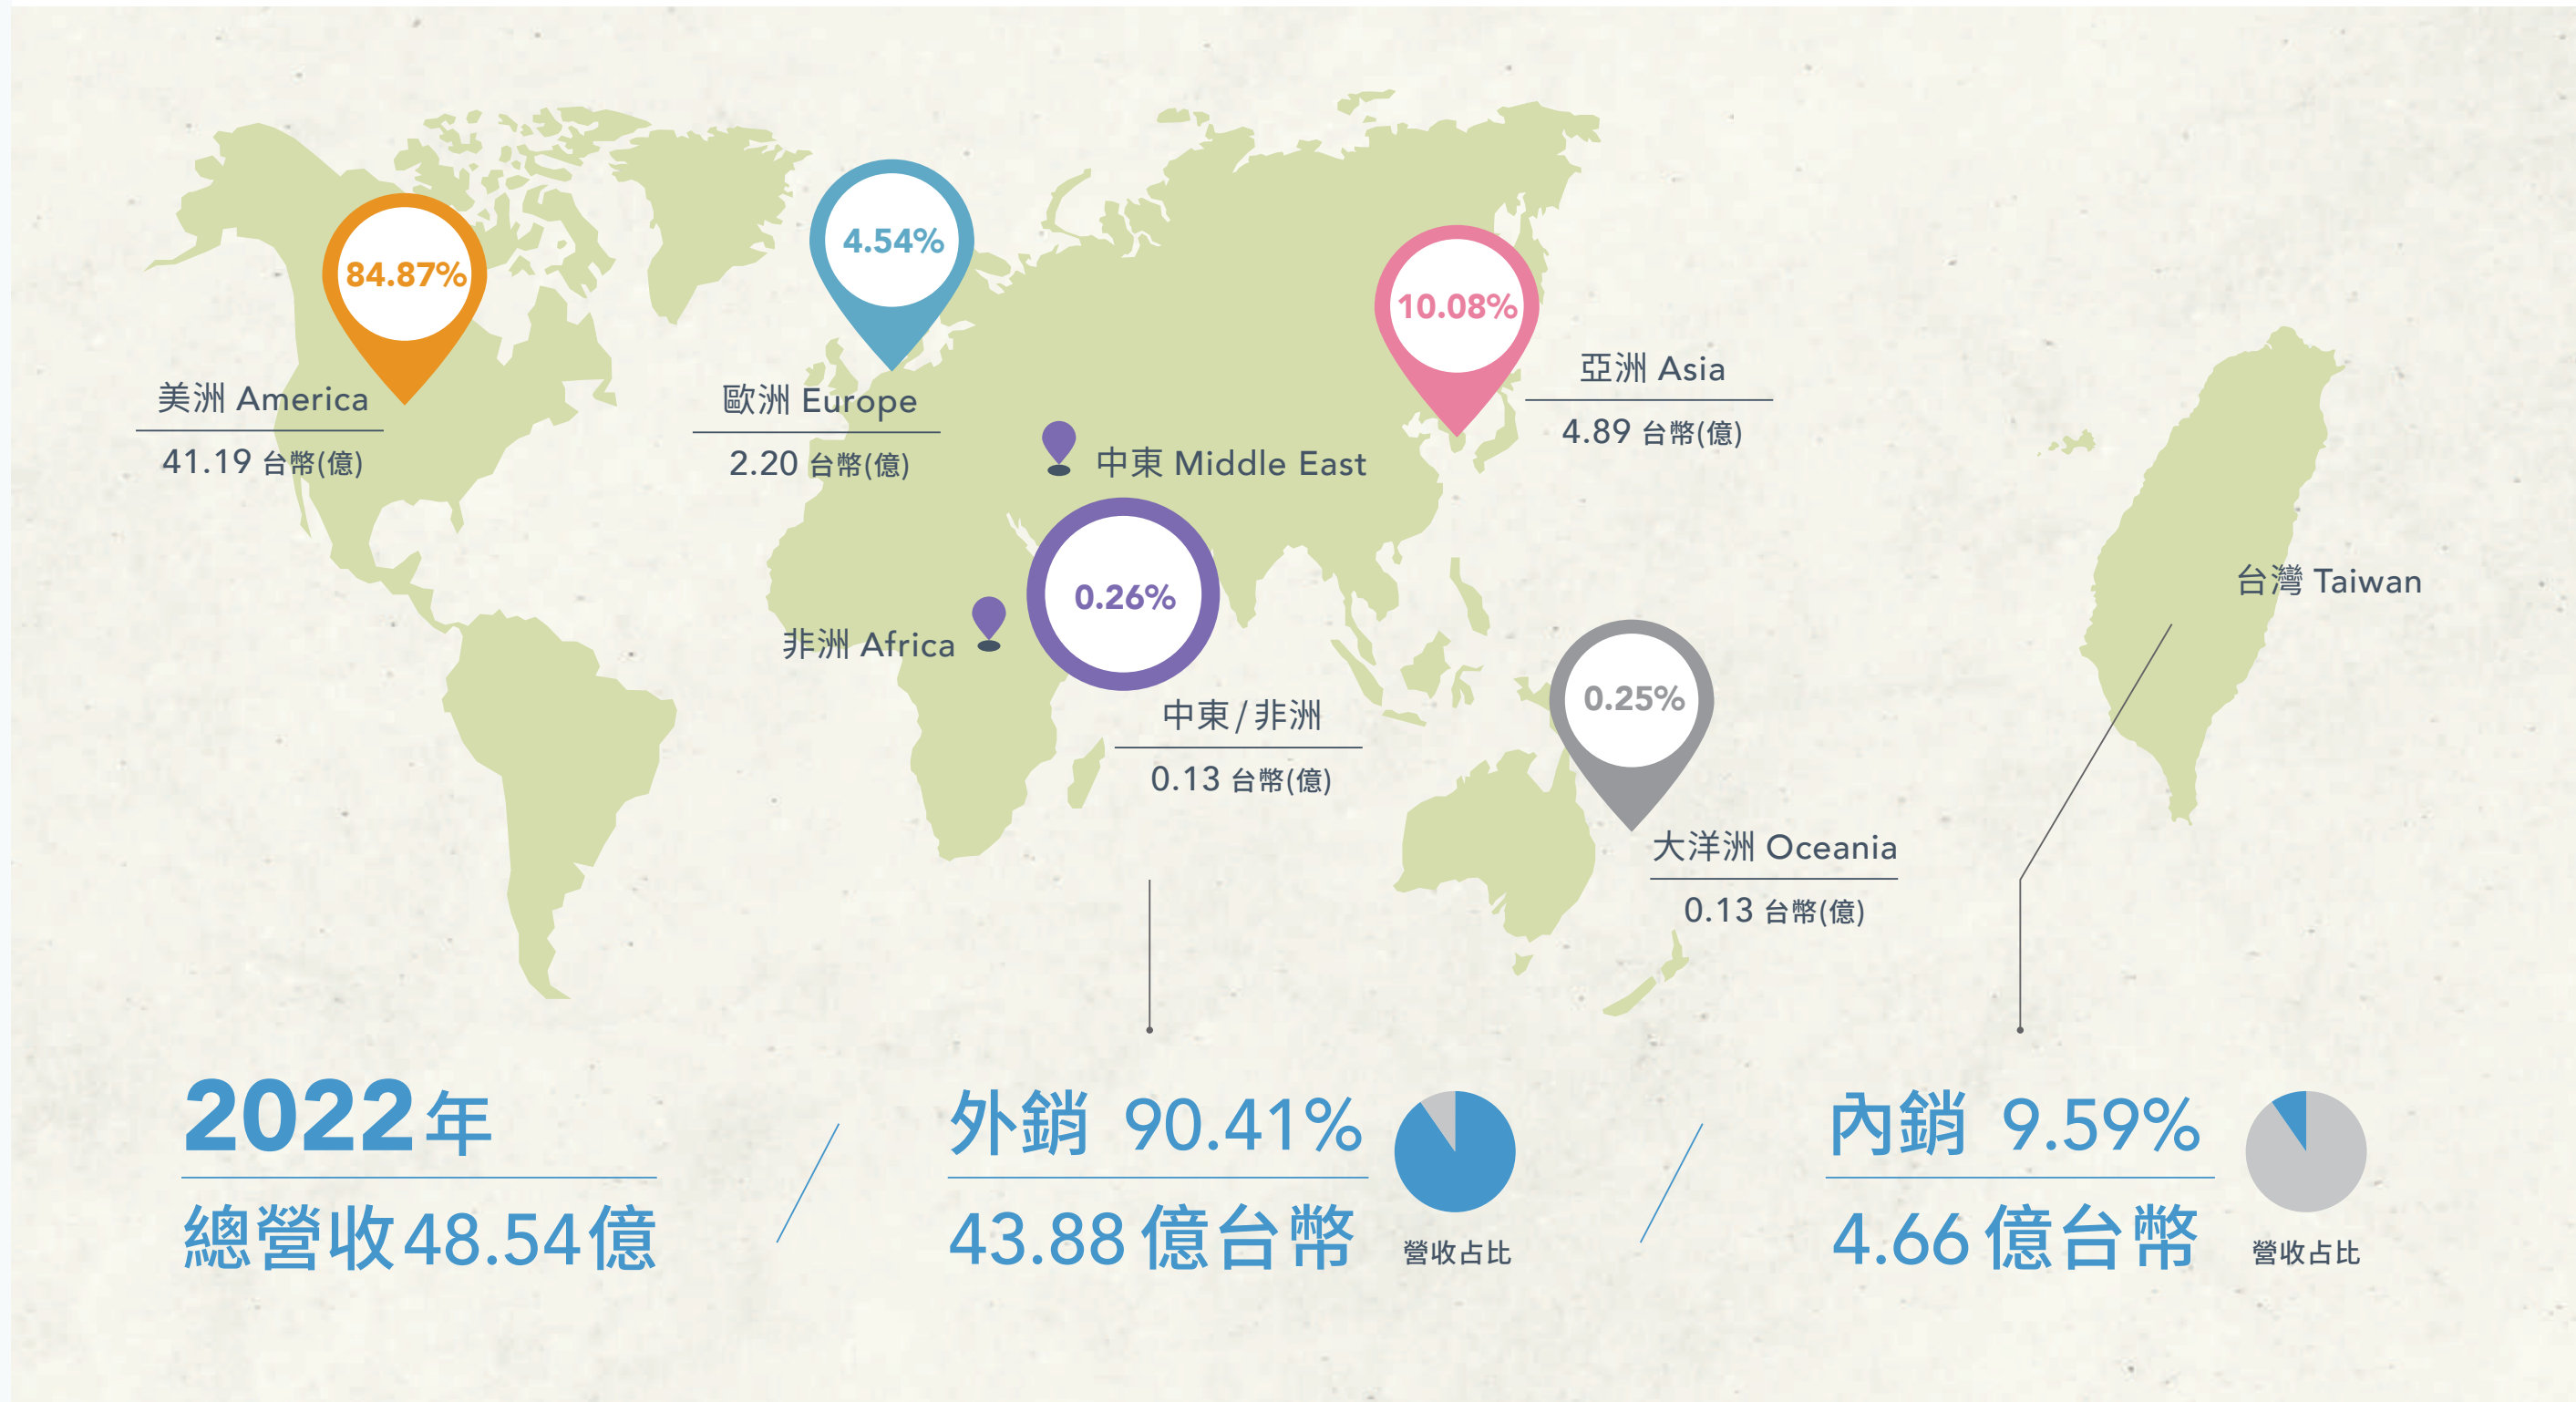 84.87%
美洲 America
41.19 台幣(億)
4.54%
歐洲 Europe
2.20 台幣(億)
10.08%
亞洲 Asia
4.89 台幣(億)
中東 Middle East
0.26%
非洲 Africa
中東/非洲
0.13 台幣(億)
0.25%
大洋洲 Oceania
0.13 台幣(億)
台灣 Taiwan
2022年
總營收48.54億
外銷 90.41%
43.88億台幣
營收占比
內銷 9.59%
4.66億台幣
營收占比